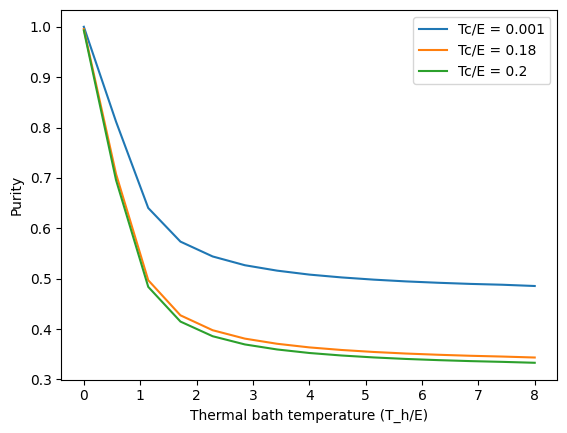 Tc/E = 0.001
Tc/E = 0.18
Tc/E = 0.2
Purity
1.0
0.9
0.8
0.7
0.6
0.5
0.4
0.3
0 1 2 3 4 5 6 7 8
Thermal bath temperature (T_h/E)